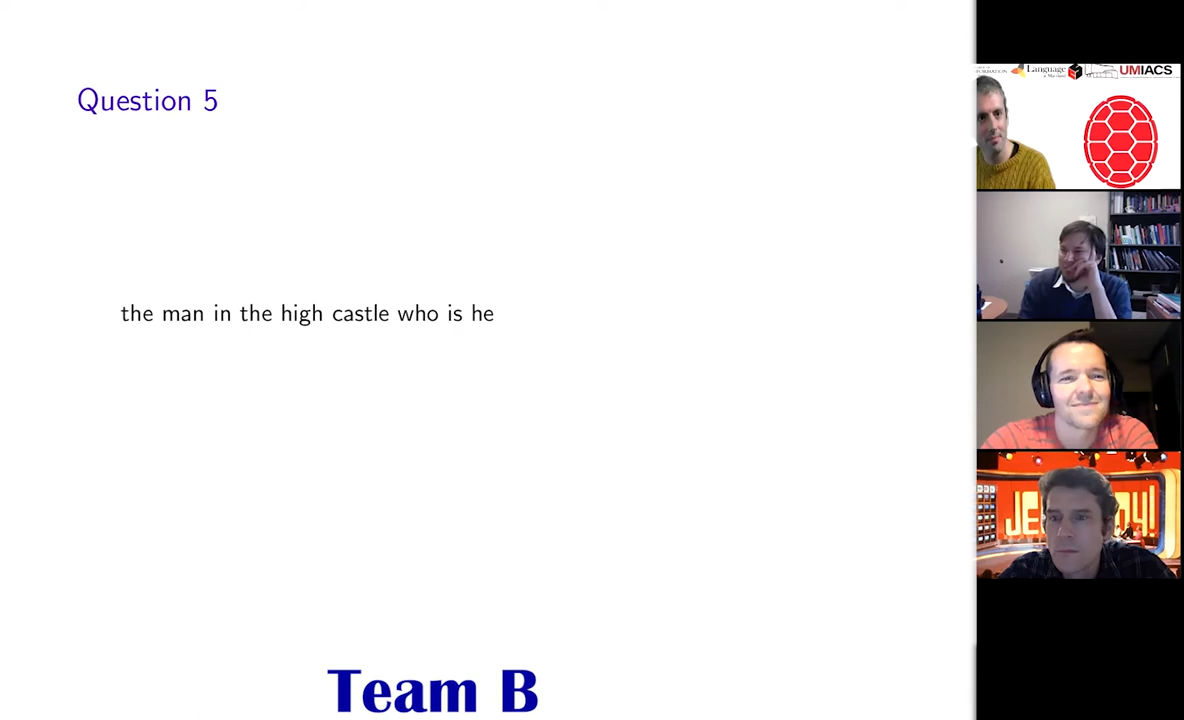 Question 5
the man in the high castle who is he
Team B
Language
UMIACS